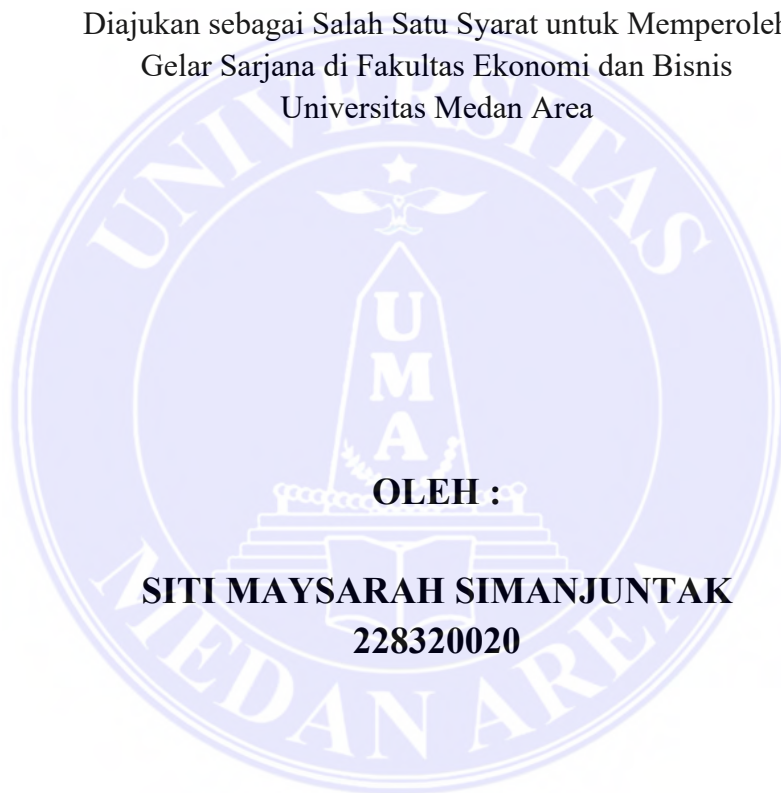 Diajukan sebagai Salah Satu Syarat untuk Memperoleh
Gelar Sarjana di Fakultas Ekonomi dan Bisnis
Universitas Medan Area
UNIVERSITAS
UMA
OLEH :
SITI MAYSARAH SIMANJUNTAK
228320020
MEDAN AREA